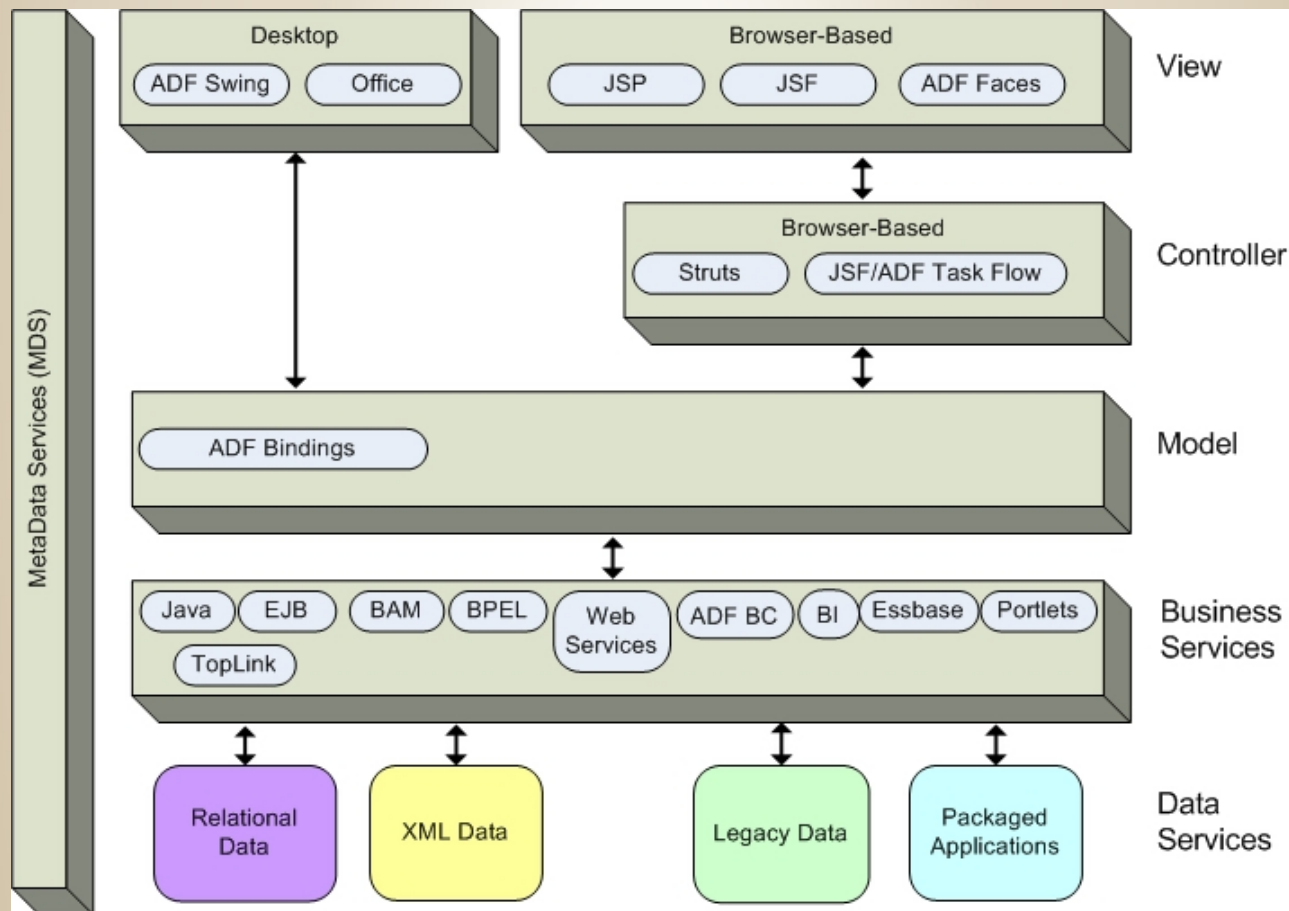 MetaData Services (MDS)
Desktop
ADF Swing
Office
Browser-Based
JSP
JSF
ADF Faces
View
Browser-Based
Struts
JSF/ADF Task Flow
Controller
ADF Bindings
Model
Java
EJB
BAM
BPEL
Web
Services
ADF BC
BI
Essbase
Portlets
TopLink
Business
Services
Relational
Data
XML Data
Legacy Data
Packaged
Applications
Data
Services